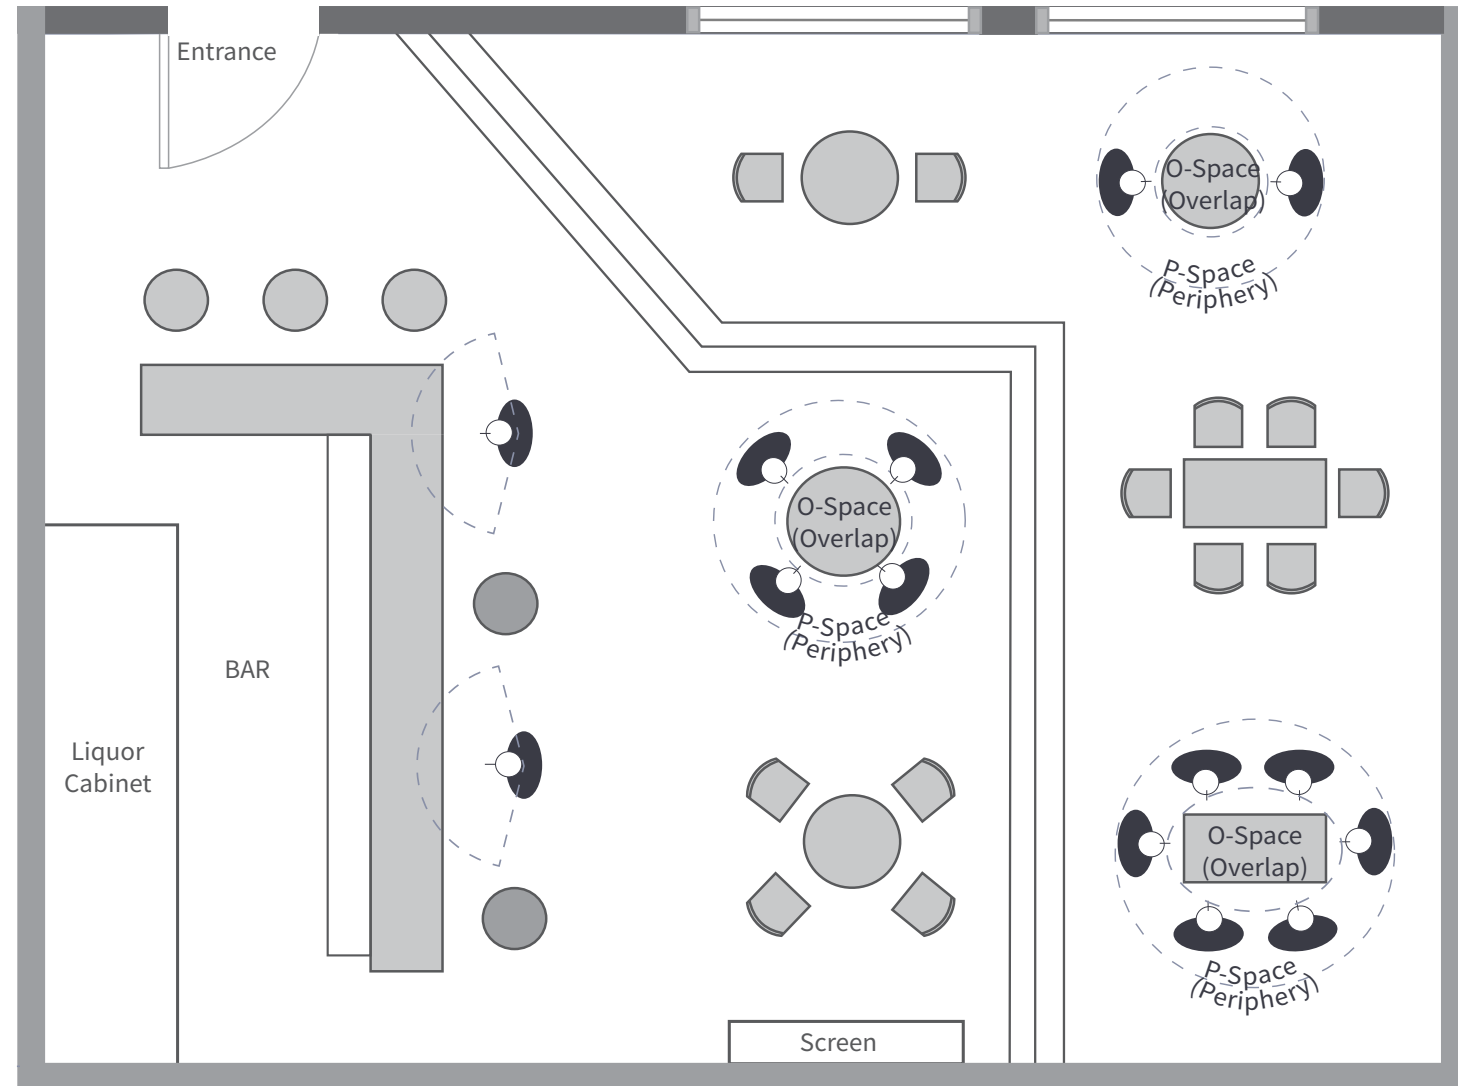 Entrance
O-Space
(Overlap)
P-Space
(Periphery)
O-Space
(Overlap)
P-Space
(Periphery)
BAR
Liquor
Cabinet
O-Space
(Overlap)
P-Space
(Periphery)
Screen